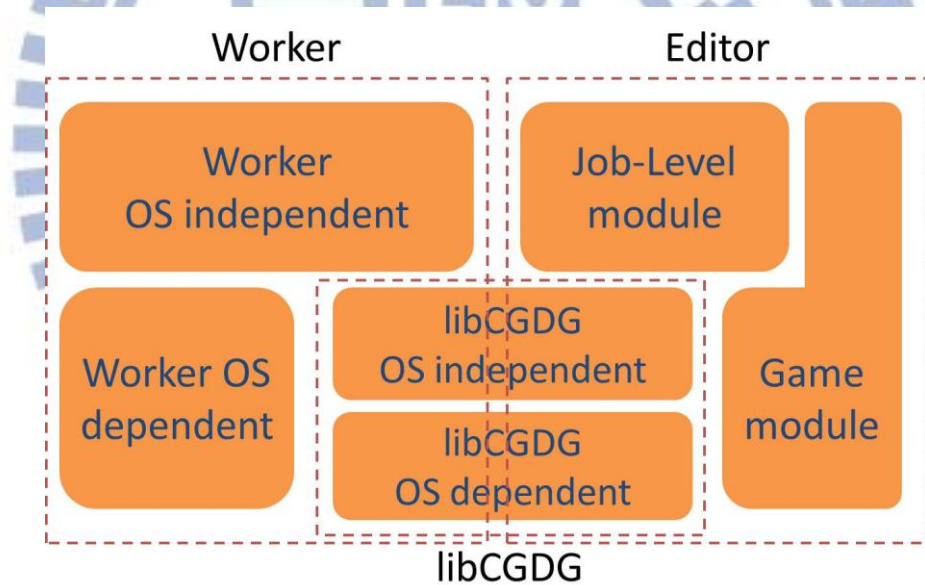 Worker
Editor
Worker
OS independent
Job-Level
module
Worker OS
dependent
libCGDG
OS independent
libCGDG
OS dependent
Game
module
libCGDG